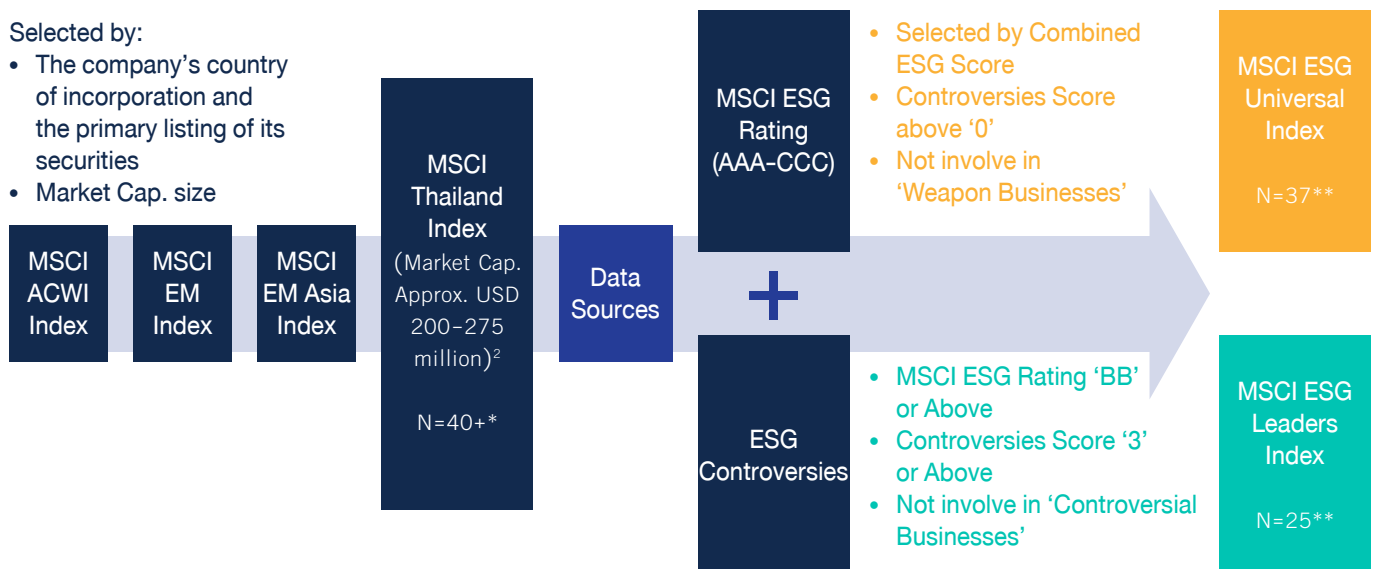 Selected by:
• The company's country
of incorporation and
the primary listing of its
securities
• Market Cap. size
MSCI
ACWI
Index
MSCI
EM
Index
MSCI
EM Asia
Index
MSCI
Thailand
Index
(Market Cap.
Approx. USD
200–275
million)²
N=40+*
Data
Sources
MSCI ESG
Rating
(AAA–CCC)
+
ESG
Controversies
• Selected by Combined
ESG Score
• Controversies Score
above ‘0’
• Not involve in
‘Weapon Businesses’
• MSCI ESG Rating ‘BB’
or Above
• Controversies Score ‘3’
or Above
• Not involve in ‘Controversial
Businesses’
MSCI ESG
Universal
Index
N=37**
MSCI ESG
Leaders
Index
N=25**